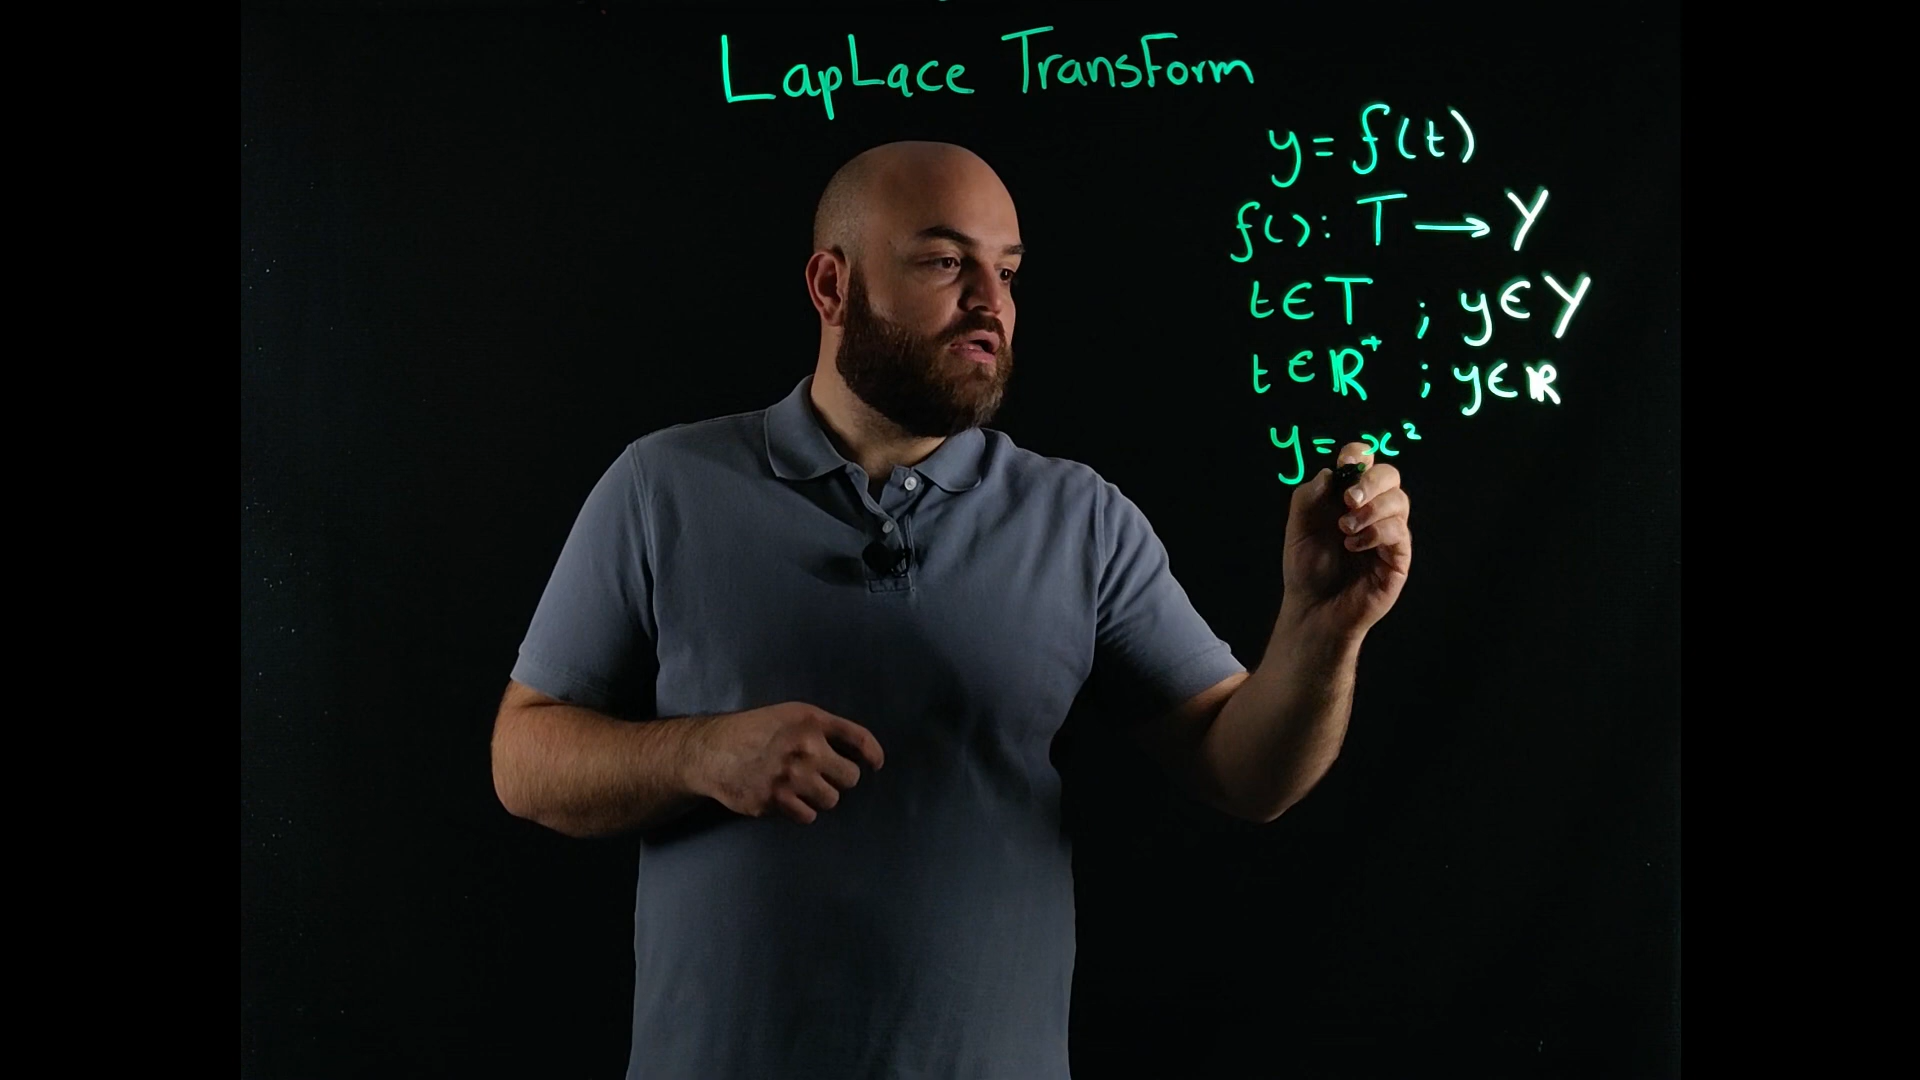 LapLace Transform
y = f(t)
f(): T → Y
t ∈ T ; y ∈ Y
t ∈ ℝ⁺ ; y ∈ ℝ
y = x²